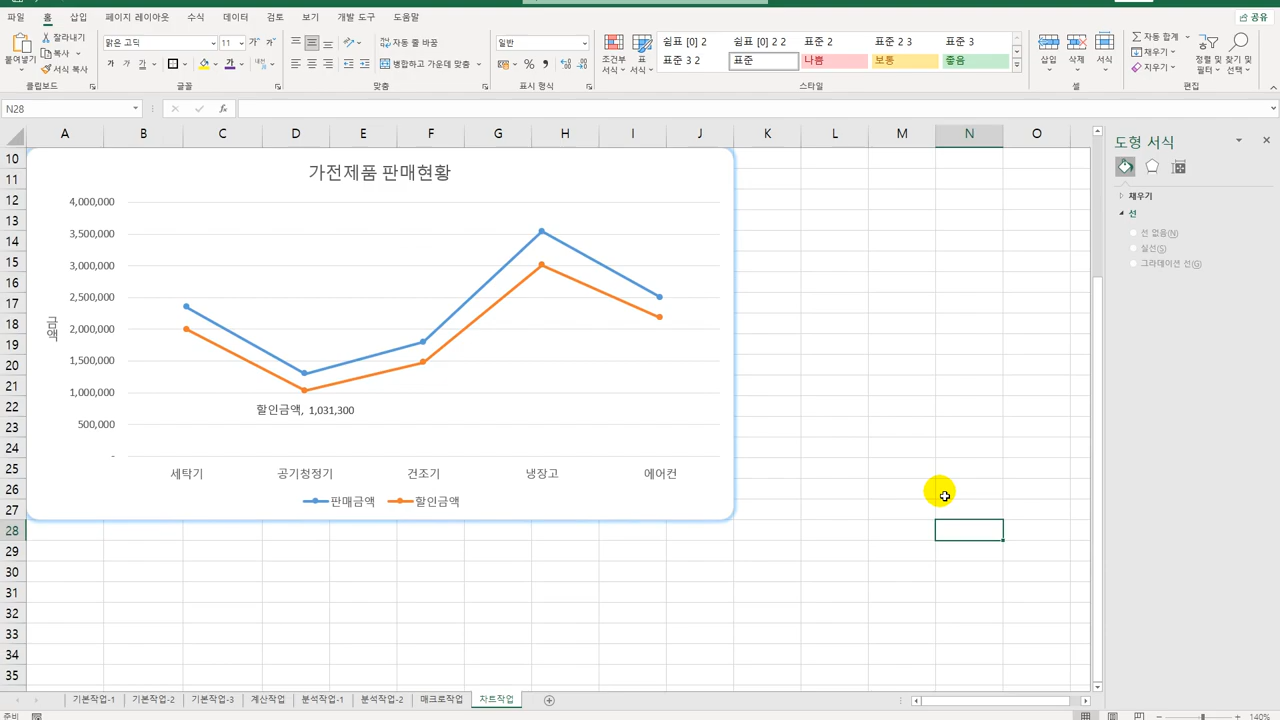 파일 홈 삽입 페이지 레이아웃 수식 데이터 검토 보기 개발 도구 도움말 공유
붙여넣기
잘라내기
복사
서식 복사
클립보드
맑은 고딕 11
가 가 가
글꼴
자동 줄 바꿈
병합하고 가운데 맞춤
맞춤
일반
%
표시 형식
조건부 서식
표 서식
쉼표 [0] 2 쉼표 [0] 2 2 표준 2 표준 2 3 표준 3
표준 3 2 표준 나쁨 보통 좋음
스타일
삽입 삭제 서식
셀
자동 합계
채우기
지우기
정렬 및 필터
찾기 및 선택
편집
N28
fx
A B C D E F G H I J K L M N O
10
11
12
13
14
15
16
17
18
19
20
21
22
23
24
25
26
27
28
29
30
31
32
33
34
35
가전제품 판매현황
4,000,000
3,500,000
3,000,000
2,500,000
2,000,000
1,500,000
1,000,000
500,000
-
금액
할인금액, 1,031,300
세탁기 공기청정기 건조기 냉장고 에어컨
판매금액 할인금액
도형 서식
채우기
선
선 없음(N)
실선(S)
그라데이션 선(G)
기본작업-1 기본작업-2 기본작업-3 계산작업 분석작업-1 분석작업-2 매크로작업 차트작업
준비
140%